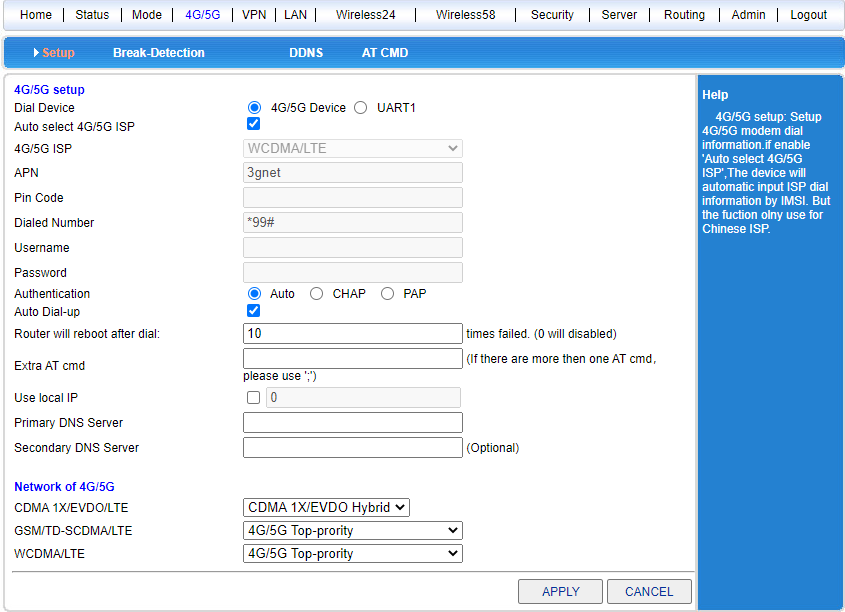 Home Status Mode 4G/5G VPN LAN Wireless24 Wireless58 Security Server Routing Admin Logout
Setup Break-Detection DDNS AT CMD
4G/5G setup
Dial Device 4G/5G Device UART1
Auto select 4G/5G ISP
4G/5G ISP WCDMA/LTE
APN 3gnet
Pin Code
Dialed Number *99#
Username
Password
Authentication Auto CHAP PAP
Auto Dial-up
Router will reboot after dial: 10 times failed. (0 will disabled)
Extra AT cmd (If there are more then one AT cmd,
please use ';')
Use local IP 0
Primary DNS Server
Secondary DNS Server (Optional)
Network of 4G/5G
CDMA 1X/EVDO/LTE CDMA 1X/EVDO Hybrid
GSM/TD-SCDMA/LTE 4G/5G Top-prority
WCDMA/LTE 4G/5G Top-prority
APPLY CANCEL
Help
4G/5G setup: Setup
4G/5G modem dial
information.if enable
'Auto select 4G/5G
ISP',The device will
automatic input ISP dial
information by IMSI. But
the fuction olny use for
Chinese ISP.